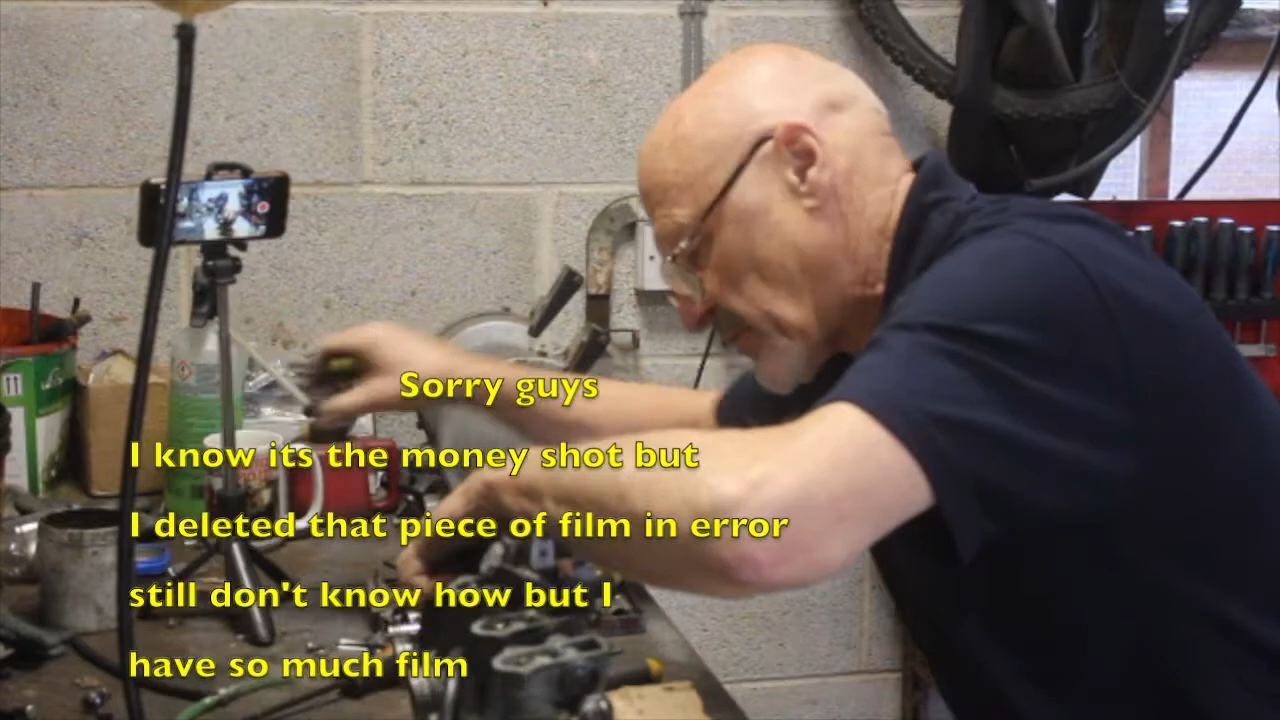 Sorry guys
I know its the money shot but
I deleted that piece of film in error
still don't know how but I
have so much film